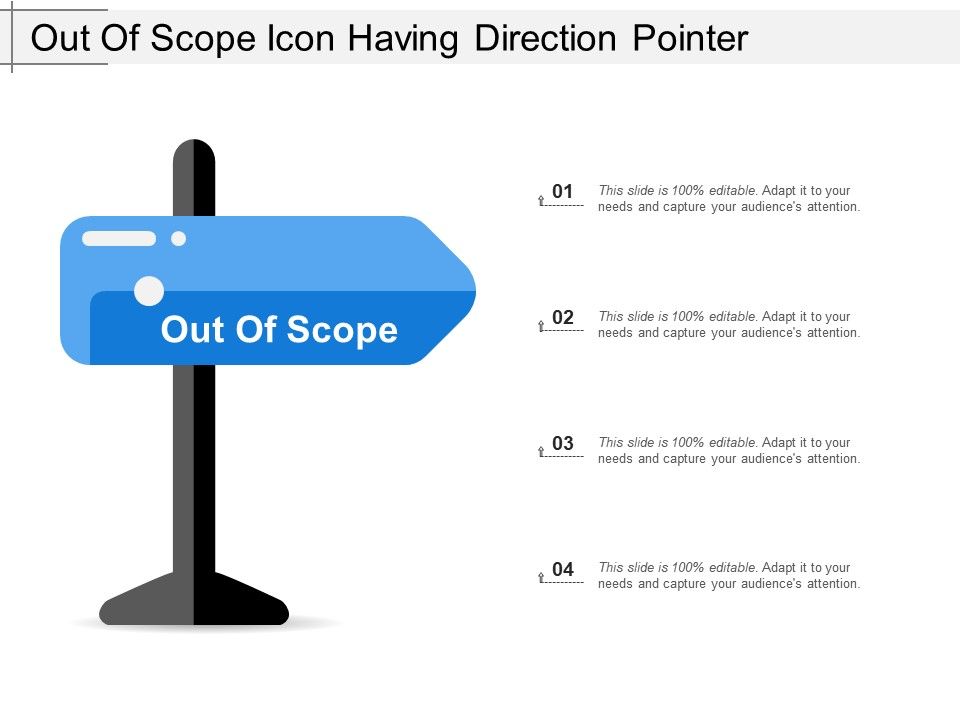 Out Of Scope Icon Having Direction Pointer
Out Of Scope
01
This slide is 100% editable. Adapt it to your
needs and capture your audience's attention.
02
This slide is 100% editable. Adapt it to your
needs and capture your audience's attention.
03
This slide is 100% editable. Adapt it to your
needs and capture your audience's attention.
04
This slide is 100% editable. Adapt it to your
needs and capture your audience's attention.